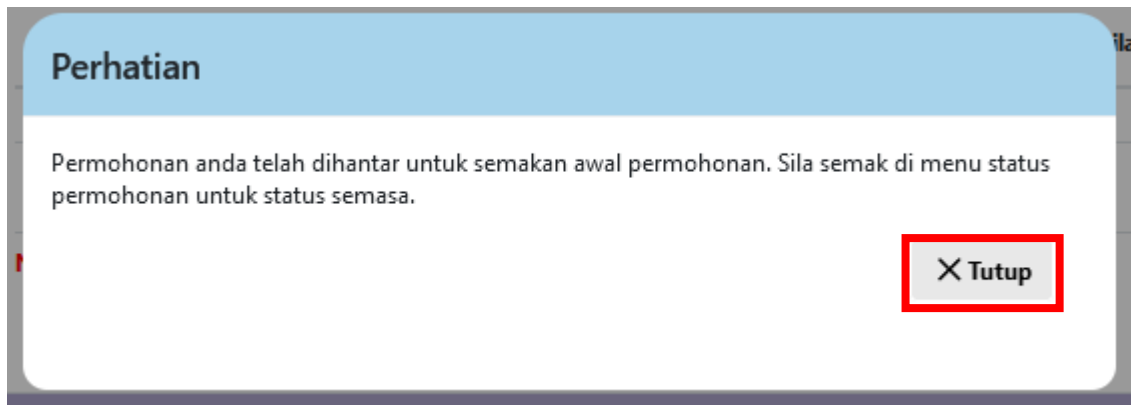 Perhatian
Permohonan anda telah dihantar untuk semakan awal permohonan. Sila semak di menu status
permohonan untuk status semasa.
Tutup